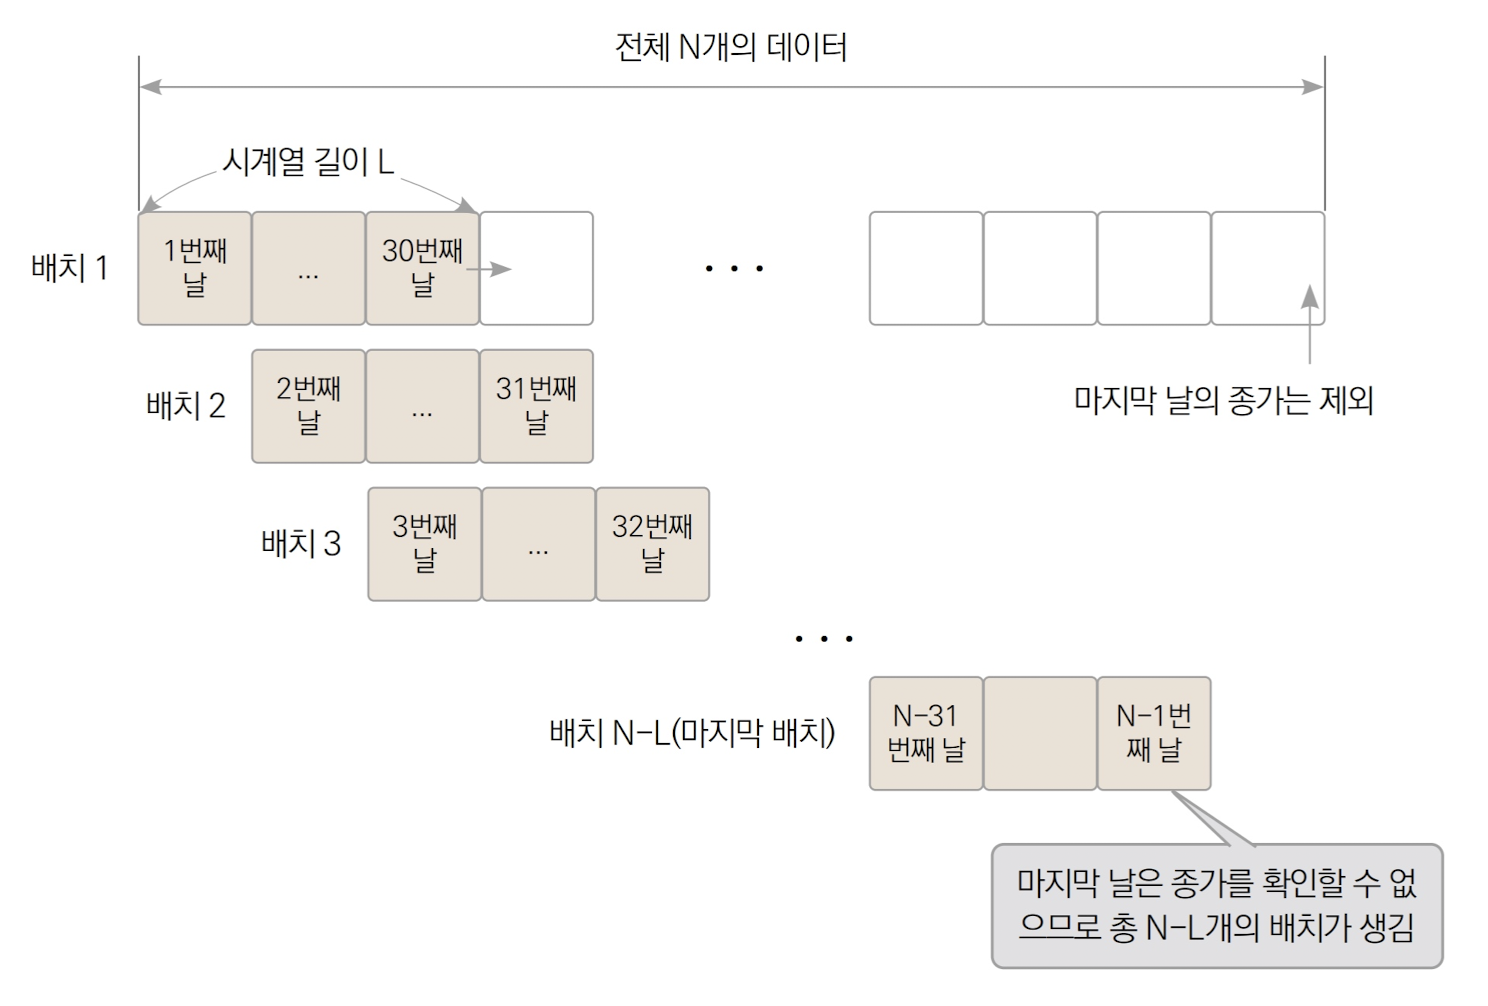 전체 N개의 데이터
시계열 길이 L
배치 1
1번째
날
...
30번째
날
. . .
마지막 날의 종가는 제외
배치 2
2번째
날
...
31번째
날
배치 3
3번째
날
...
32번째
날
. . .
배치 N-L(마지막 배치)
N-31
번째 날
N-1번
째 날
마지막 날은 종가를 확인할 수 없
으므로 총 N-L개의 배치가 생김